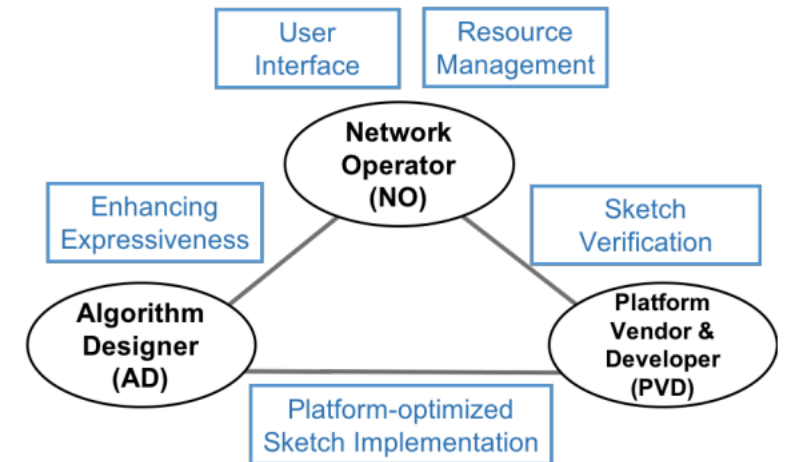 User
Interface
Resource
Management
Network
Operator
(NO)
Enhancing
Expressiveness
Sketch
Verification
Algorithm
Designer
(AD)
Platform
Vendor &
Developer
(PVD)
Platform-optimized
Sketch Implementation